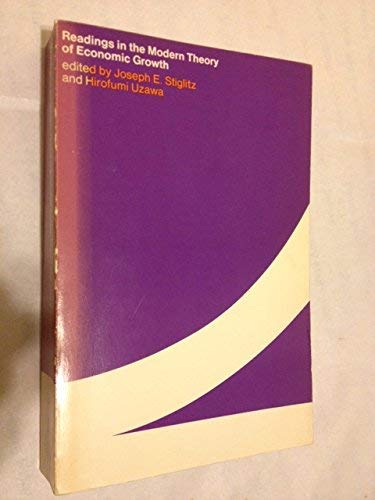 Readings in the Modern Theory
of Economic Growth
edited by Joseph E. Stiglitz
and Hirofumi Uzawa